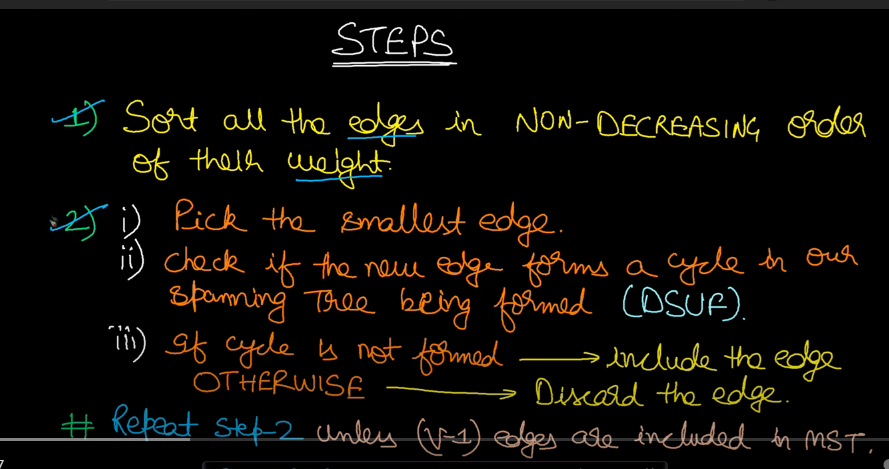 STEPS
1) Sort all the edges in NON-DECREASING order
of their weight.
2) i) Pick the smallest edge.
ii) check if the new edge forms a cycle in our
spanning Tree being formed (DSUF).
iii) If cycle is not formed → include the edge
OTHERWISE → Discard the edge.
# Repeat Step-2 unless (V-1) edges are included in MST.
7